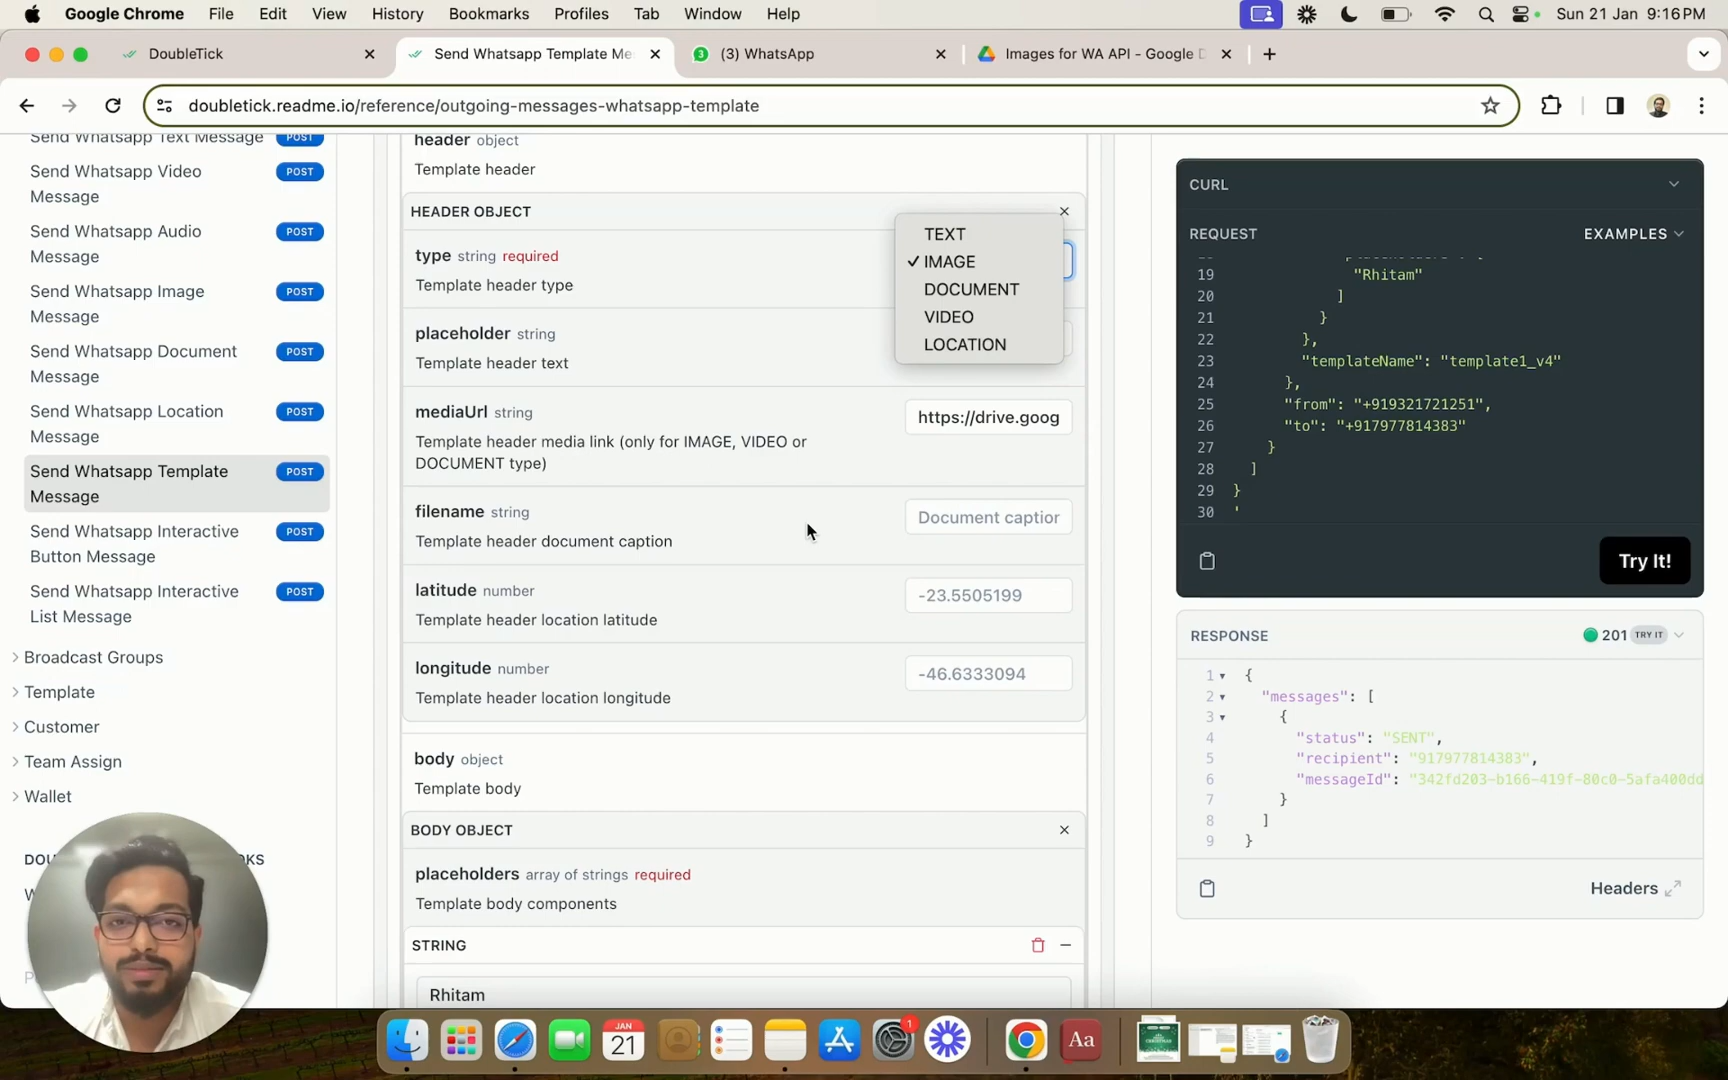 Google Chrome File Edit View History Bookmarks Profiles Tab Window Help Sun 21 Jan 9:16 PM
DoubleTick Send Whatsapp Template Me (3) WhatsApp Images for WA API - Google D
doubletick.readme.io/reference/outgoing-messages-whatsapp-template
Send Whatsapp Text Message POST
Send Whatsapp Video POST
Message
Send Whatsapp Audio POST
Message
Send Whatsapp Image POST
Message
Send Whatsapp Document POST
Message
Send Whatsapp Location POST
Message
Send Whatsapp Template POST
Message
Send Whatsapp Interactive POST
Button Message
Send Whatsapp Interactive POST
List Message
Broadcast Groups
Template
Customer
Team Assign
Wallet
header object
Template header
HEADER OBJECT
type string required
Template header type
TEXT
IMAGE
DOCUMENT
VIDEO
LOCATION
placeholder string
Template header text
mediaUrl string https://drive.goog
Template header media link (only for IMAGE, VIDEO or
DOCUMENT type)
filename string Document caption
Template header document caption
latitude number -23.5505199
Template header location latitude
longitude number -46.6333094
Template header location longitude
body object
Template body
BODY OBJECT
placeholders array of strings required
Template body components
STRING
Rhitam
CURL
REQUEST EXAMPLES
19 "Rhitam"
20 ]
21 }
22 },
23 "templateName": "template1_v4"
24 },
25 "from": "+919321721251",
26 "to": "+917977814383"
27 }
28 ]
29 }
30 '
Try It!
RESPONSE 201 TRY IT
1 {
2 "messages": [
3 {
4 "status": "SENT",
5 "recipient": "917977814383",
6 "messageId": "342fd203-b166-419f-80c0-5afa400dd
7 }
8 ]
9 }
Headers
JAN
21
1
Aa